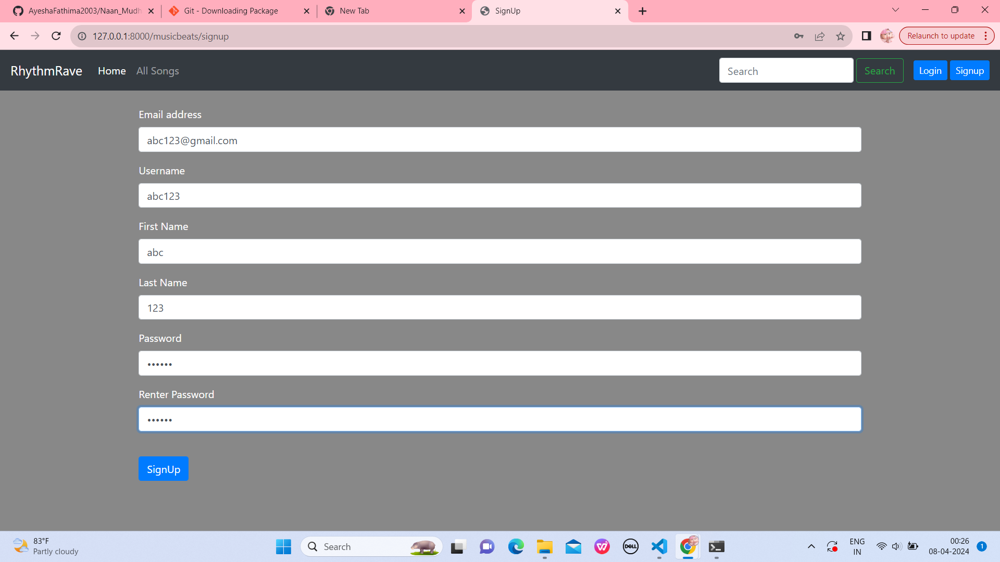 AyeshaFathima2003/Naan_Mudh
Git - Downloading Package
New Tab
SignUp
127.0.0.1:8000/musicbeats/signup
Relaunch to update
RhythmRave
Home
All Songs
Search
Search
Login
Signup
Email address
abc123@gmail.com
Username
abc123
First Name
abc
Last Name
123
Password
••••••
Renter Password
••••••
SignUp
83°F
Partly cloudy
Search
DELL
ENG
IN
00:26
08-04-2024
1